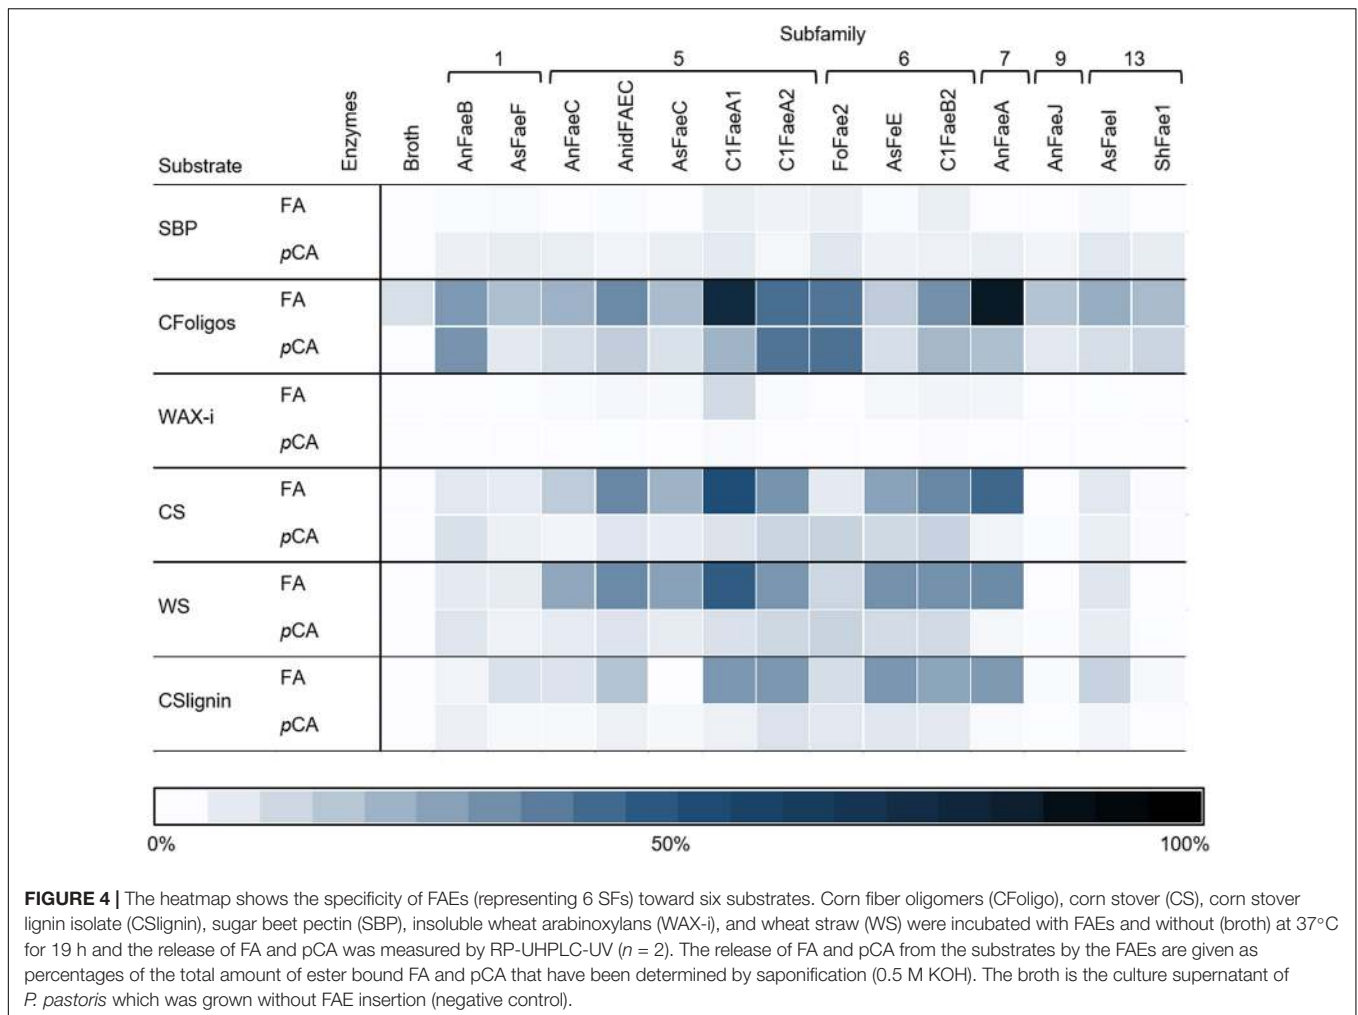 Subfamily
1 5 6 7 9 13
Substrate Enzymes Broth AnFaeB AsFaeF AnFaeC AnidFAEC AsFaeC C1FaeA1 C1FaeA2 FoFae2 AsFeE C1FaeB2 AnFaeA AnFaeJ AsFaeI ShFae1
FA
SBP
pCA
FA
CFoligos
pCA
FA
WAX-i
pCA
FA
CS
pCA
FA
WS
pCA
FA
CSlignin
pCA
0% 50% 100%
FIGURE 4 | The heatmap shows the specificity of FAEs (representing 6 SFs) toward six substrates. Corn fiber oligomers (CFoligo), corn stover (CS), corn stover
lignin isolate (CSlignin), sugar beet pectin (SBP), insoluble wheat arabinoxylans (WAX-i), and wheat straw (WS) were incubated with FAEs and without (broth) at 37°C
for 19 h and the release of FA and pCA was measured by RP-UHPLC-UV (n = 2). The release of FA and pCA from the substrates by the FAEs are given as
percentages of the total amount of ester bound FA and pCA that have been determined by saponification (0.5 M KOH). The broth is the culture supernatant of
P. pastoris which was grown without FAE insertion (negative control).